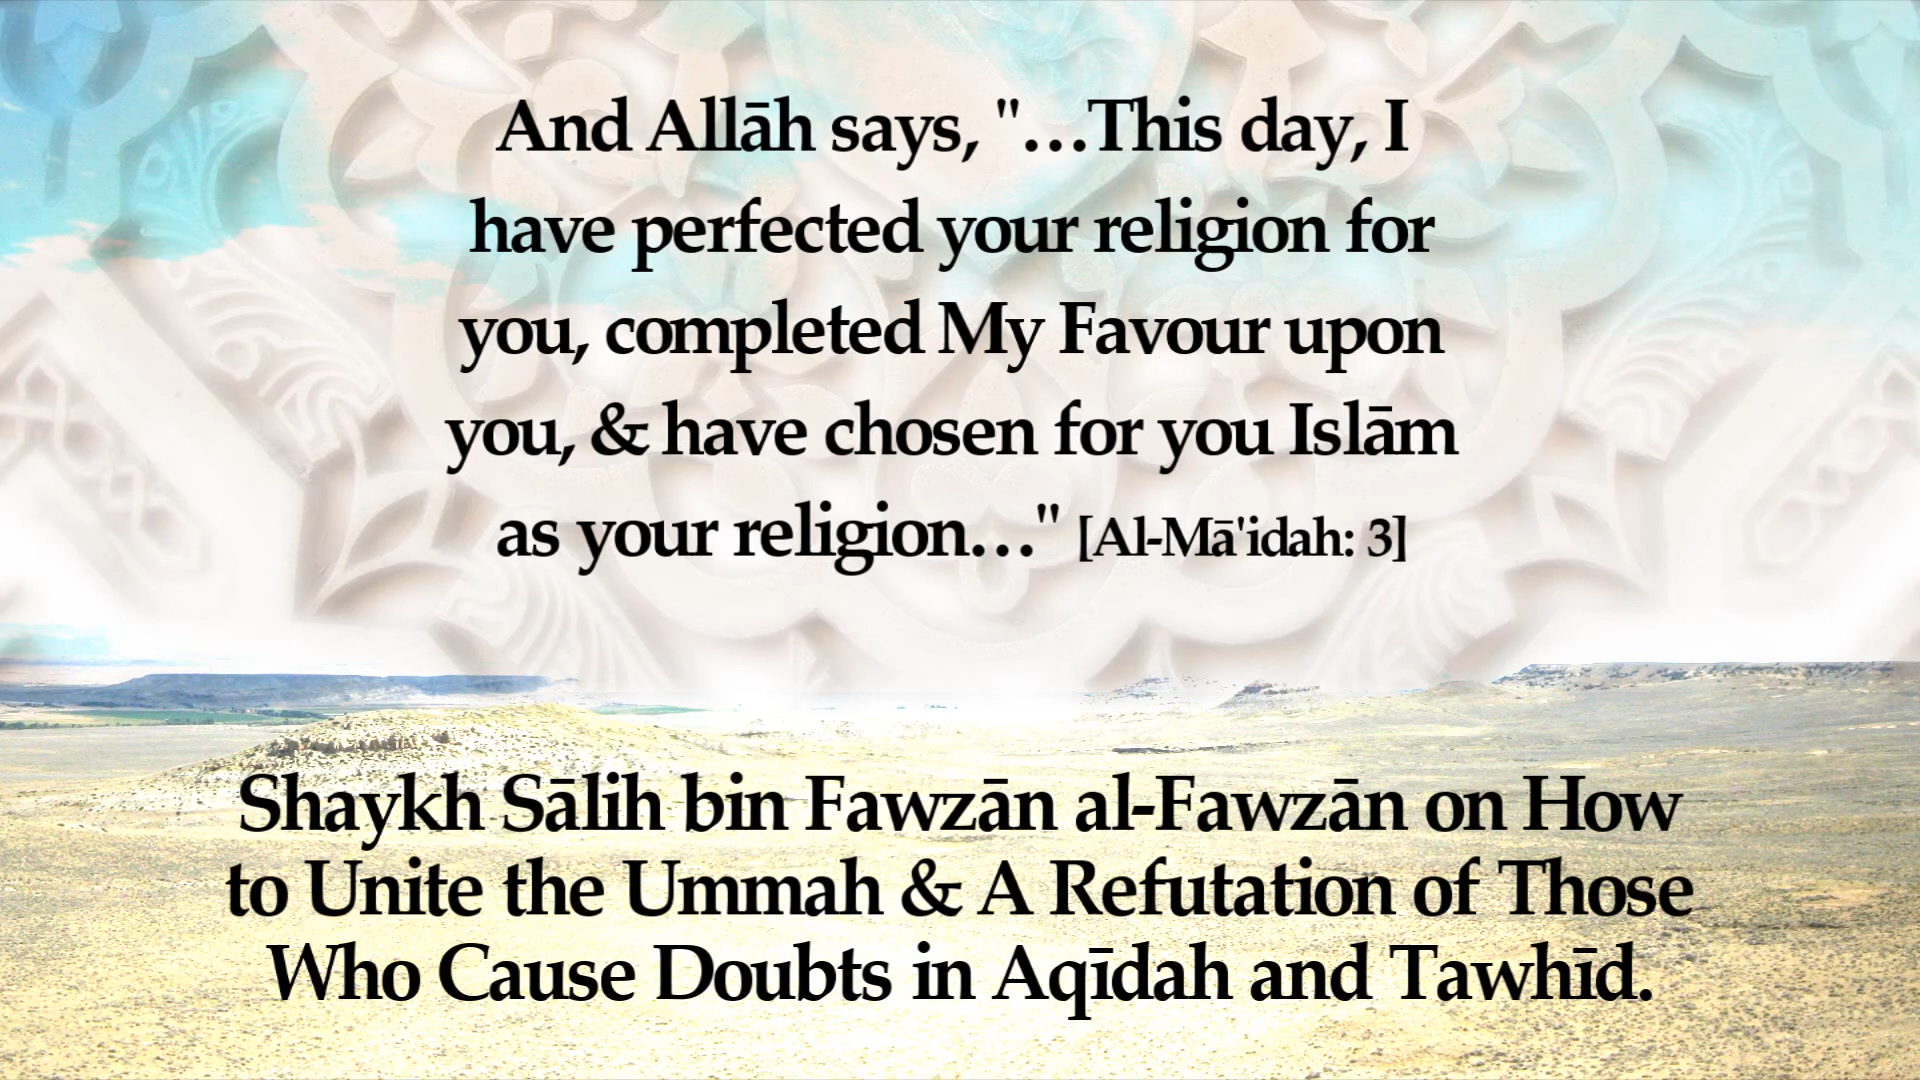 And Allāh says, "…This day, I
have perfected your religion for
you, completed My Favour upon
you, & have chosen for you Islām
as your religion…" [Al-Mā'idah: 3]
Shaykh Sālih bin Fawzān al-Fawzān on How
to Unite the Ummah & A Refutation of Those
Who Cause Doubts in Aqīdah and Tawhīd.